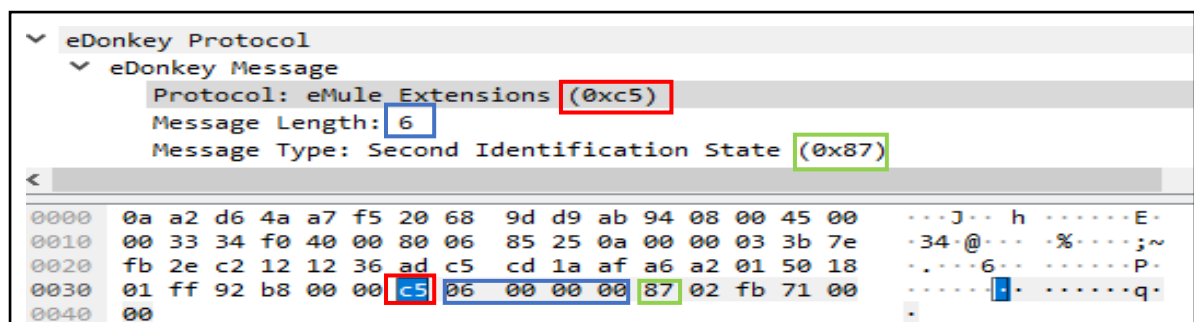 eDonkey Protocol
eDonkey Message
Protocol: eMule Extensions (0xc5)
Message Length: 6
Message Type: Second Identification State (0x87)
<
0000 0a a2 d6 4a a7 f5 20 68 9d d9 ab 94 08 00 45 00 ···J·· h ······E·
0010 00 33 34 f0 40 00 80 06 85 25 0a 00 00 03 3b 7e ·34·@··· ·%····;~
0020 fb 2e c2 12 12 36 ad c5 cd 1a af a6 a2 01 50 18 ·.···6·· ······P·
0030 01 ff 92 b8 00 00 c5 06 00 00 00 87 02 fb 71 00 ········ ······q·
0040 00 ·